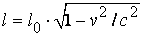 l = l₀ · √(1 − v² / c²)